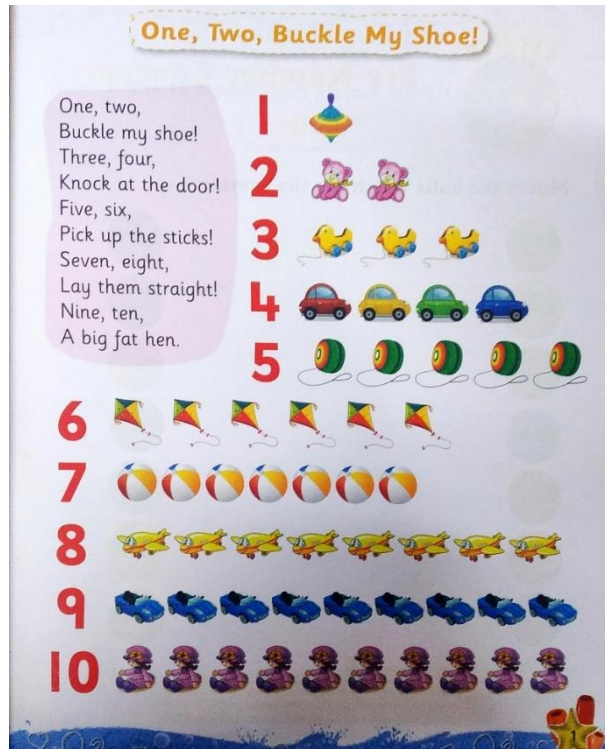 One, Two, Buckle My Shoe!
One, two,
Buckle my shoe!
Three, four,
Knock at the door!
Five, six,
Pick up the sticks!
Seven, eight,
Lay them straight!
Nine, ten,
A big fat hen.
1
2
3
4
5
6
7
8
9
10
1